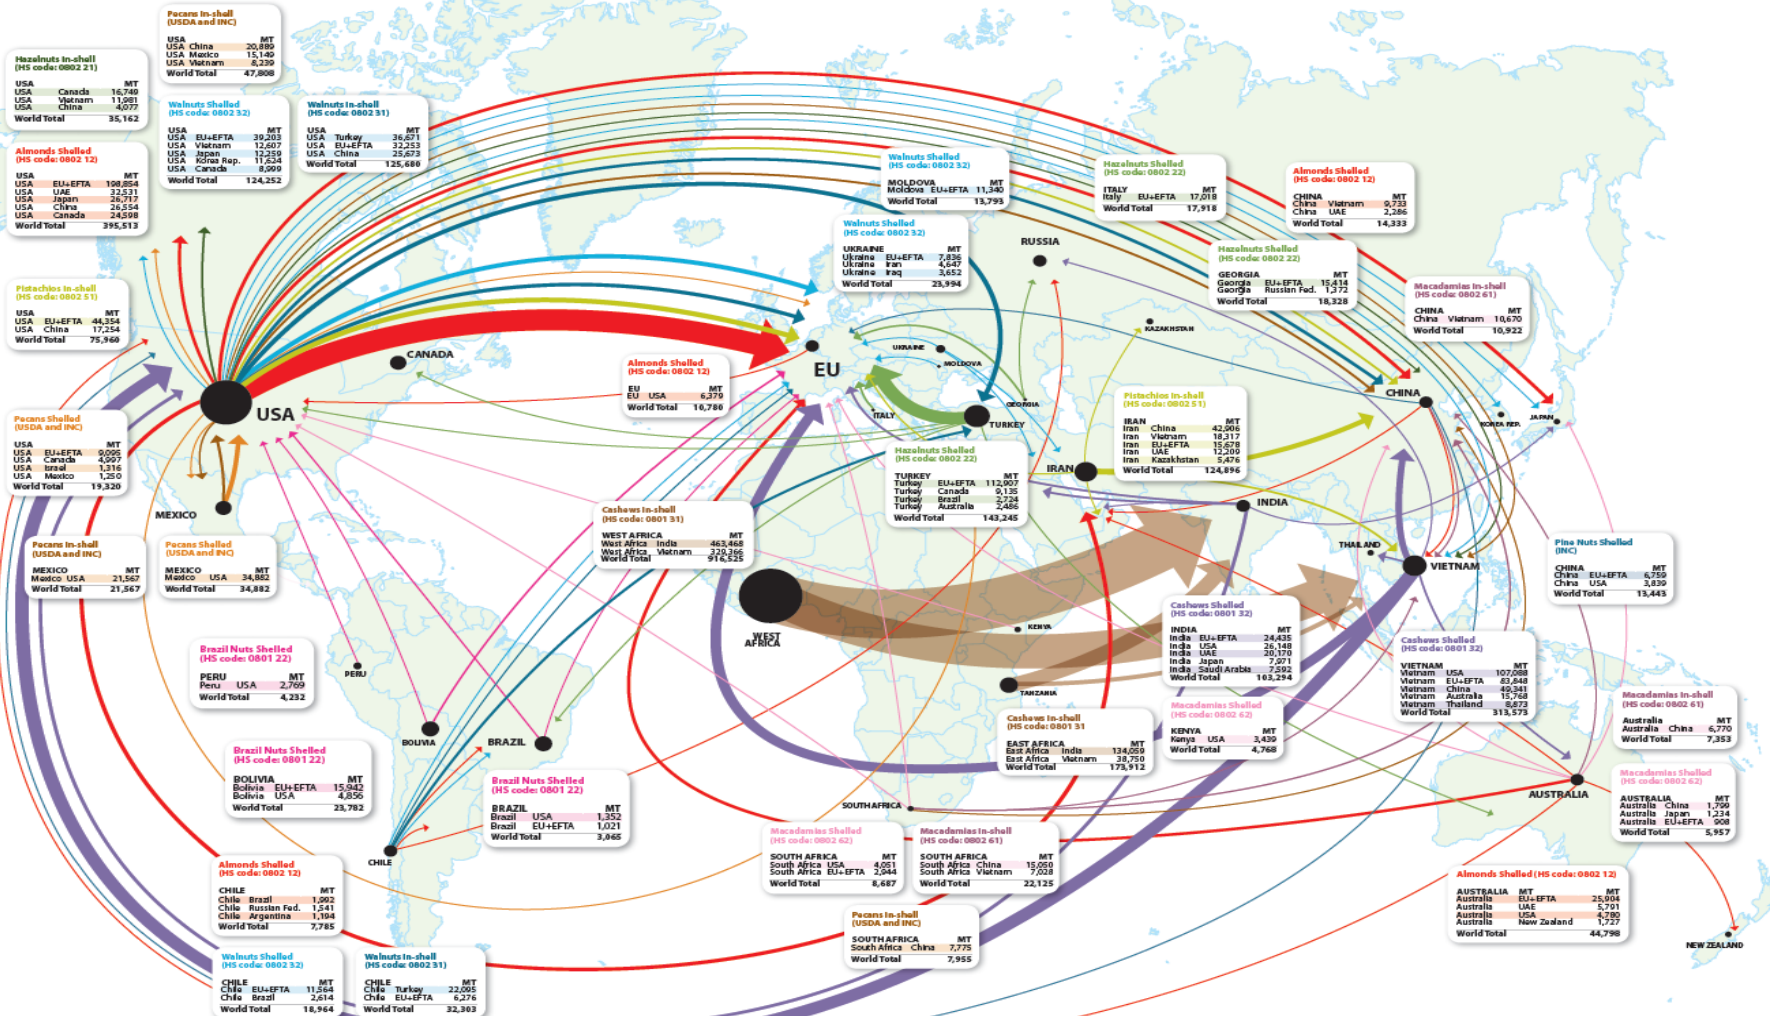 Pecans In-shell
(USDA and INC)
USA MT
USA China 20,889
USA Mexico 15,149
USA Vietnam 8,239
World Total 47,808
Hazelnuts In-shell
(HS code: 0802 21)
USA MT
USA Canada 16,749
USA Vietnam 11,981
USA China 4,077
World Total 35,162
Walnuts Shelled
(HS code: 0802 32)
USA MT
USA EU+EFTA 39,203
USA Vietnam 12,607
USA Japan 12,259
USA Korea Rep. 11,624
USA Canada 8,999
World Total 124,252
Walnuts In-shell
(HS code: 0802 31)
USA MT
USA Turkey 36,671
USA EU+EFTA 32,253
USA China 25,673
World Total 125,680
Almonds Shelled
(HS code: 0802 12)
USA MT
USA EU+EFTA 198,854
USA UAE 32,531
USA Japan 26,717
USA China 26,554
USA Canada 24,598
World Total 395,513
Walnuts Shelled
(HS code: 0802 32)
MOLDOVA MT
Moldova EU+EFTA 11,340
World Total 13,793
Hazelnuts Shelled
(HS code: 0802 22)
ITALY MT
Italy EU+EFTA 17,018
World Total 17,918
Almonds Shelled
(HS code: 0802 12)
CHINA MT
China Vietnam 9,733
China UAE 2,286
World Total 14,333
Walnuts Shelled
(HS code: 0802 32)
UKRAINE MT
Ukraine EU+EFTA 7,836
Ukraine Iran 4,647
Ukraine Iraq 3,652
World Total 23,994
RUSSIA
Hazelnuts Shelled
(HS code: 0802 22)
GEORGIA MT
Georgia EU+EFTA 15,414
Georgia Russian Fed. 1,372
World Total 18,328
Macadamias In-shell
(HS code: 0802 61)
CHINA MT
China Vietnam 10,670
World Total 10,922
Pistachios In-shell
(HS code: 0802 51)
USA MT
USA EU+EFTA 44,354
USA China 17,254
World Total 75,960
KAZAKHSTAN
CANADA
UKRAINE
MOLDOVA
EU
Almonds Shelled
(HS code: 0802 12)
EU MT
EU USA 6,379
World Total 10,780
USA
ITALY
GEORGIA
TURKEY
CHINA
KOREA REP.
JAPAN
Pistachios In-shell
(HS code: 0802 51)
IRAN MT
Iran China 42,906
Iran Vietnam 18,317
Iran EU+EFTA 15,678
Iran UAE 12,209
Iran Kazakhstan 5,476
World Total 124,896
Pecans Shelled
(USDA and INC)
USA MT
USA EU+EFTA 9,095
USA Canada 4,997
USA Israel 1,316
USA Mexico 1,250
World Total 19,320
Hazelnuts Shelled
(HS code: 0802 22)
TURKEY MT
Turkey EU+EFTA 112,907
Turkey Canada 9,135
Turkey Brazil 2,724
Turkey Australia 2,486
World Total 143,245
IRAN
INDIA
MEXICO
Cashews In-shell
(HS code: 0801 31)
WEST AFRICA MT
West Africa India 463,468
West Africa Vietnam 329,366
World Total 916,525
Pecans In-shell
(USDA and INC)
MEXICO MT
Mexico USA 21,567
World Total 21,567
Pecans Shelled
(USDA and INC)
MEXICO MT
Mexico USA 34,882
World Total 34,882
THAILAND
VIETNAM
Pine Nuts Shelled
(INC)
CHINA MT
China EU+EFTA 6,759
China USA 3,839
World Total 13,443
WEST
AFRICA
KENYA
TANZANIA
Cashews Shelled
(HS code: 0801 32)
INDIA MT
India EU+EFTA 24,435
India USA 26,148
India UAE 20,170
India Japan 7,971
India Saudi Arabia 7,592
World Total 103,294
Cashews Shelled
(HS code: 0801 32)
VIETNAM MT
Vietnam USA 107,088
Vietnam EU+EFTA 83,848
Vietnam China 49,341
Vietnam Australia 15,768
Vietnam Thailand 8,873
World Total 313,573
Brazil Nuts Shelled
(HS code: 0801 22)
PERU MT
Peru USA 2,769
World Total 4,232
PERU
BOLIVIA
BRAZIL
Macadamias In-shell
(HS code: 0802 61)
Australia MT
Australia China 6,770
World Total 7,353
Macadamias Shelled
(HS code: 0802 62)
KENYA MT
Kenya USA 3,439
World Total 4,768
Cashews In-shell
(HS code: 0801 31
EAST AFRICA MT
East Africa India 134,059
East Africa Vietnam 38,750
World Total 173,912
Brazil Nuts Shelled
(HS code: 0801 22)
BOLIVIA MT
Bolivia EU+EFTA 15,942
Bolivia USA 4,856
World Total 23,782
Brazil Nuts Shelled
(HS code: 0801 22)
BRAZIL MT
Brazil USA 1,352
Brazil EU+EFTA 1,021
World Total 3,065
SOUTH AFRICA
AUSTRALIA
Macadamias Shelled
(HS code: 0802 62)
AUSTRALIA MT
Australia China 1,799
Australia Japan 1,234
Australia EU+EFTA 908
World Total 5,957
CHILE
Macadamias Shelled
(HS code: 0802 62)
SOUTH AFRICA MT
South Africa USA 4,051
South Africa EU+EFTA 2,944
World Total 8,687
Macadamias In-shell
(HS code: 0802 61)
SOUTH AFRICA MT
South Africa China 15,050
South Africa Vietnam 7,028
World Total 22,125
Almonds Shelled
(HS code: 0802 12)
CHILE MT
Chile Brazil 1,992
Chile Russian Fed. 1,541
Chile Argentina 1,194
World Total 7,785
Almonds Shelled (HS code: 0802 12)
AUSTRALIA MT MT
Australia EU+EFTA 25,904
Australia UAE 5,791
Australia USA 4,780
Australia New Zealand 1,727
World Total 44,798
Pecans In-shell
(USDA and INC)
SOUTH AFRICA MT
South Africa China 7,775
World Total 7,955
NEW ZEALAND
Walnuts Shelled
(HS code: 0802 32)
CHILE MT
Chile EU+EFTA 11,564
Chile Brazil 2,614
World Total 18,964
Walnuts In-shell
(HS code: 0802 31)
CHILE MT
Chile Turkey 22,095
Chile EU+EFTA 6,276
World Total 32,303